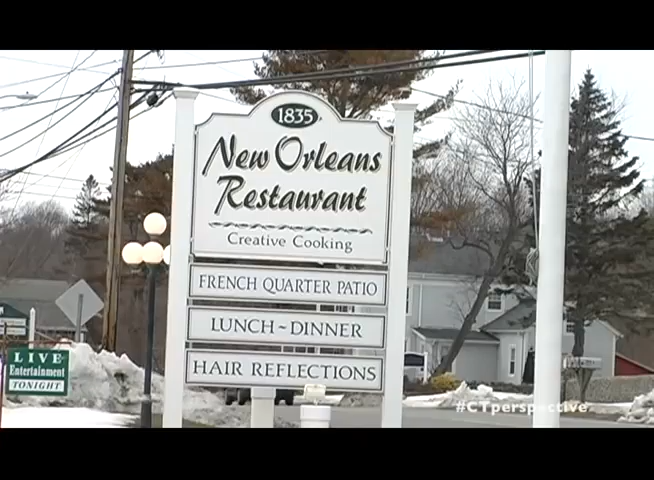 1835
New Orleans
Restaurant
Creative Cooking
FRENCH QUARTER PATIO
LUNCH ~ DINNER
HAIR REFLECTIONS
LIVE
Entertainment
TONIGHT
#CTperspective